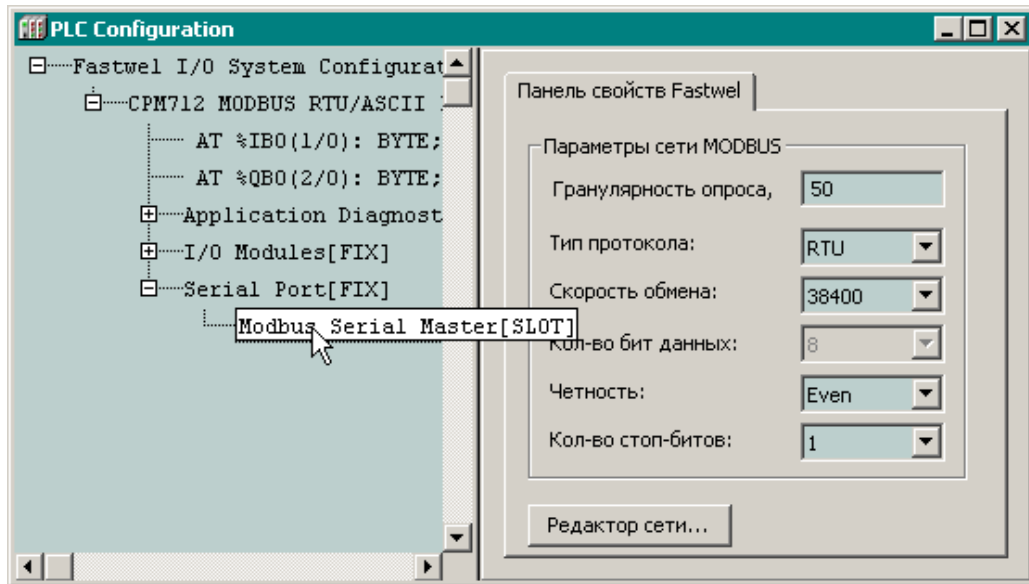 PLC Configuration
Fastwel I/O System Configurat
CPM712 MODBUS RTU/ASCII
AT %IB0(1/0): BYTE;
AT %QB0(2/0): BYTE;
Application Diagnost
I/O Modules[FIX]
Serial Port[FIX]
Modbus Serial Master[SLOT]
Панель свойств Fastwel
Параметры сети MODBUS
Гранулярность опроса, 50
Тип протокола: RTU
Скорость обмена: 38400
Кол-во бит данных: 8
Четность: Even
Кол-во стоп-битов: 1
Редактор сети...